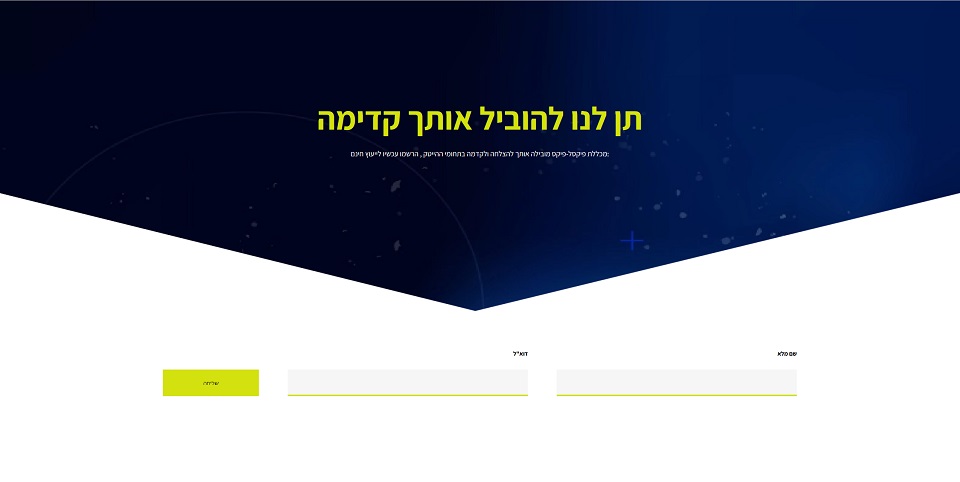 תן לנו להוביל אותך קדימה
מכללת פיקסל-פיקס מובילה אותך להצלחה ולקדמה בתחומי ההייטק , הרשמו עכשיו לייעוץ חינם:
שם מלא
דוא"ל
שליחה